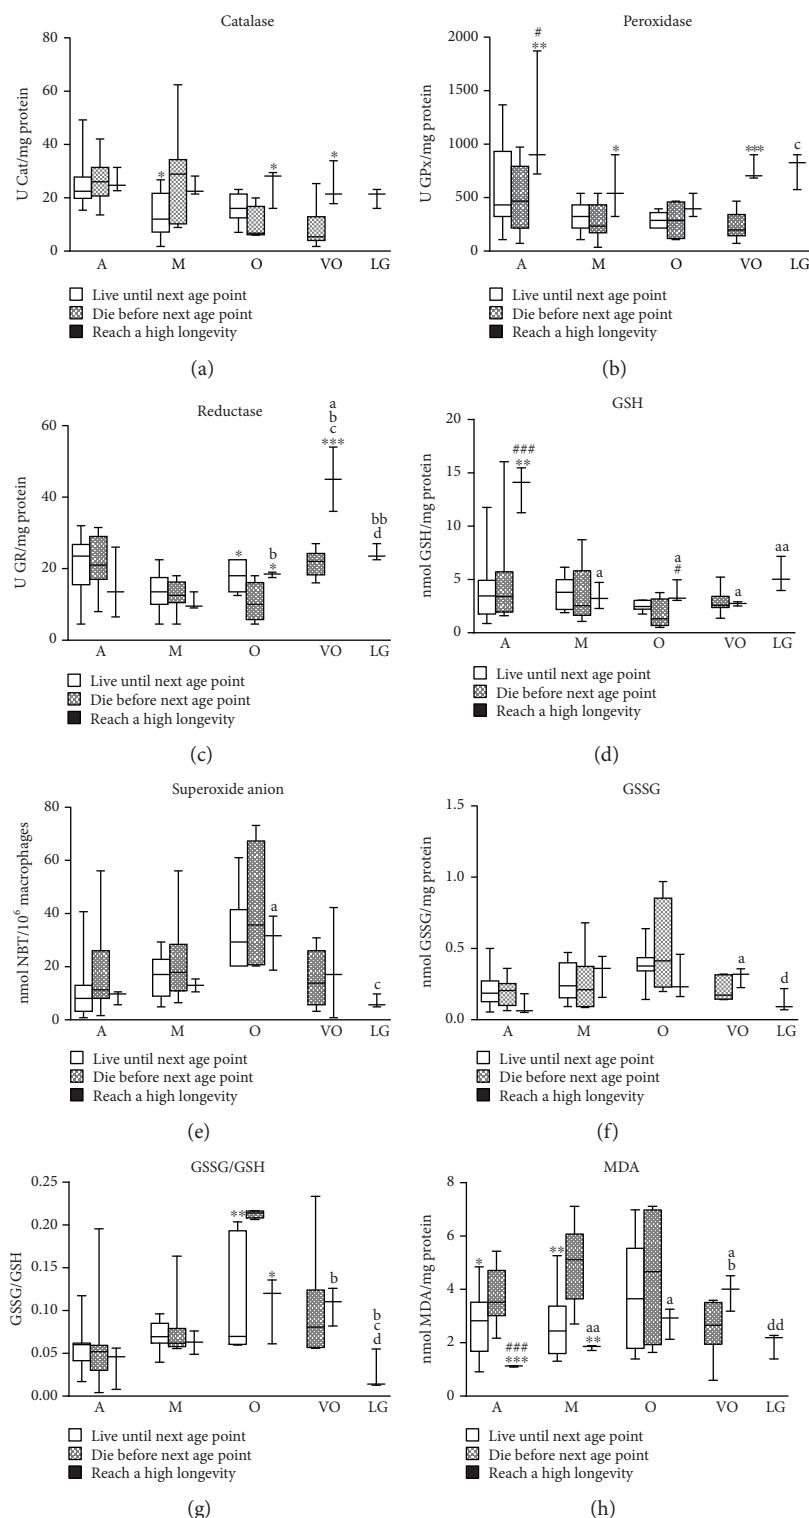 Catalase
U Cat/mg protein
80
60
40
20
0
*
*
*
A M O VO LG
Live until next age point
Die before next age point
Reach a high longevity
(a)
Peroxidase
U GPx/mg protein
2000
1500
1000
500
0
#
**
*
***
c
A M O VO LG
Live until next age point
Die before next age point
Reach a high longevity
(b)
Reductase
U GR/mg protein
60
40
20
0
*
b
*
a
b
c
***
bb
d
A M O VO LG
Live until next age point
Die before next age point
Reach a high longevity
(c)
GSH
nmol GSH/mg protein
20
15
10
5
0
###
**
a
a
#
a
aa
A M O VO LG
Live until next age point
Die before next age point
Reach a high longevity
(d)
Superoxide anion
nmol NBT/10⁶ macrophages
80
60
40
20
0
a
c
A M O VO LG
Live until next age point
Die before next age point
Reach a high longevity
(e)
GSSG
nmol GSSG/mg protein
1.5
1.0
0.5
0.0
a
d
A M O VO LG
Live until next age point
Die before next age point
Reach a high longevity
(f)
GSSG/GSH
GSSG/GSH
0.25
0.20
0.15
0.10
0.05
0.00
**
*
b
b
c
d
A M O VO LG
Live until next age point
Die before next age point
Reach a high longevity
(g)
MDA
nmol MDA/mg protein
8
6
4
2
0
*
###
***
**
aa
**
a
a
b
dd
A M O VO LG
Live until next age point
Die before next age point
Reach a high longevity
(h)